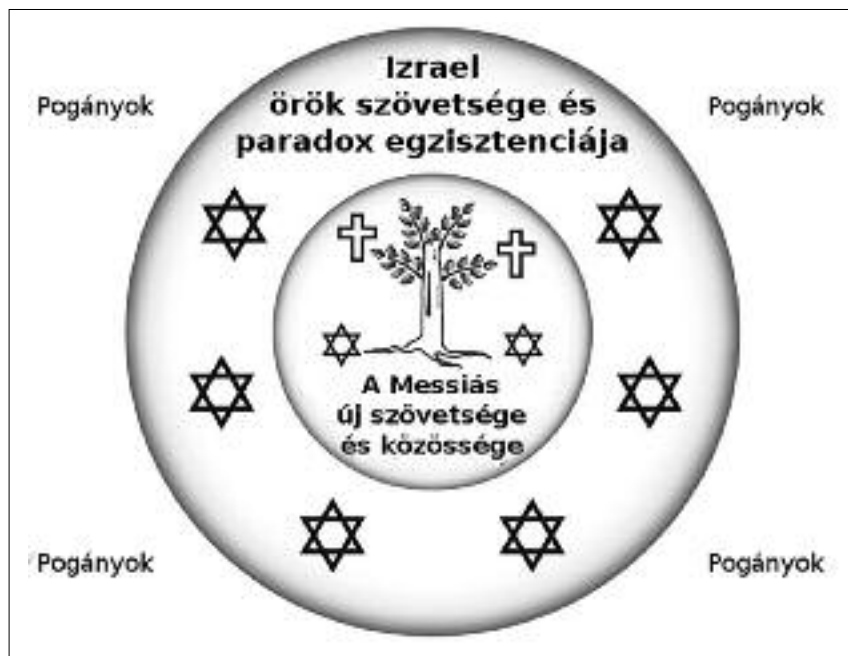 Izrael
örök szövetsége és
paradox egzisztenciája
Pogányok
Pogányok
A Messiás
új szövetsége
és közössége
Pogányok
Pogányok